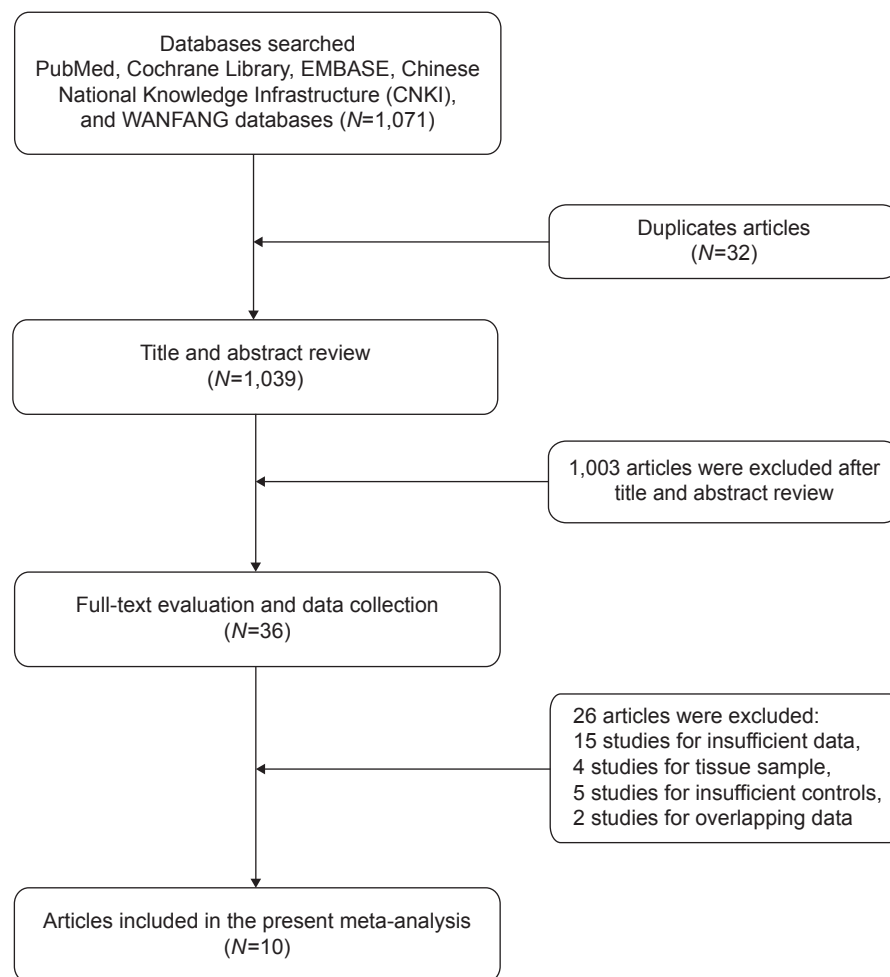 Databases searched
PubMed, Cochrane Library, EMBASE, Chinese
National Knowledge Infrastructure (CNKI),
and WANFANG databases (N=1,071)
Duplicates articles
(N=32)
Title and abstract review
(N=1,039)
1,003 articles were excluded after
title and abstract review
Full-text evaluation and data collection
(N=36)
26 articles were excluded:
15 studies for insufficient data,
4 studies for tissue sample,
5 studies for insufficient controls,
2 studies for overlapping data
Articles included in the present meta-analysis
(N=10)